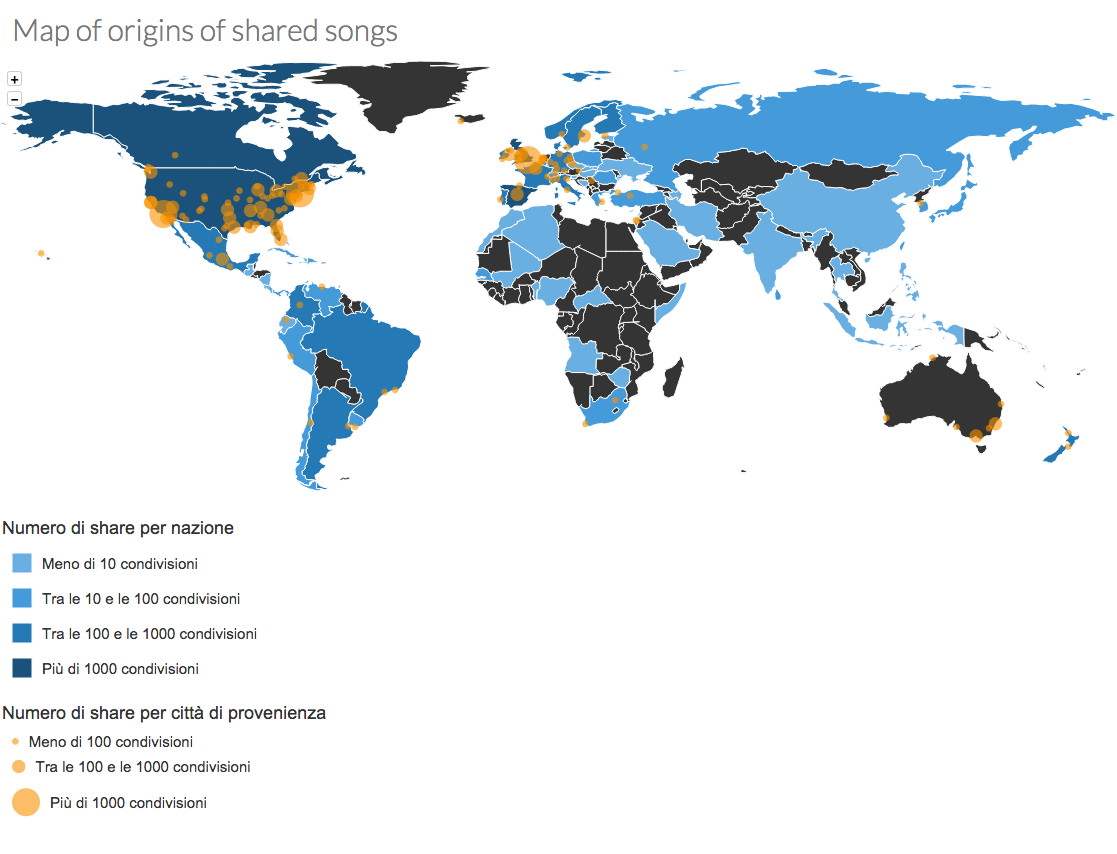 Map of origins of shared songs
+
−
Numero di share per nazione
Meno di 10 condivisioni
Tra le 10 e le 100 condivisioni
Tra le 100 e le 1000 condivisioni
Più di 1000 condivisioni
Numero di share per città di provenienza
Meno di 100 condivisioni
Tra le 100 e le 1000 condivisioni
Più di 1000 condivisioni